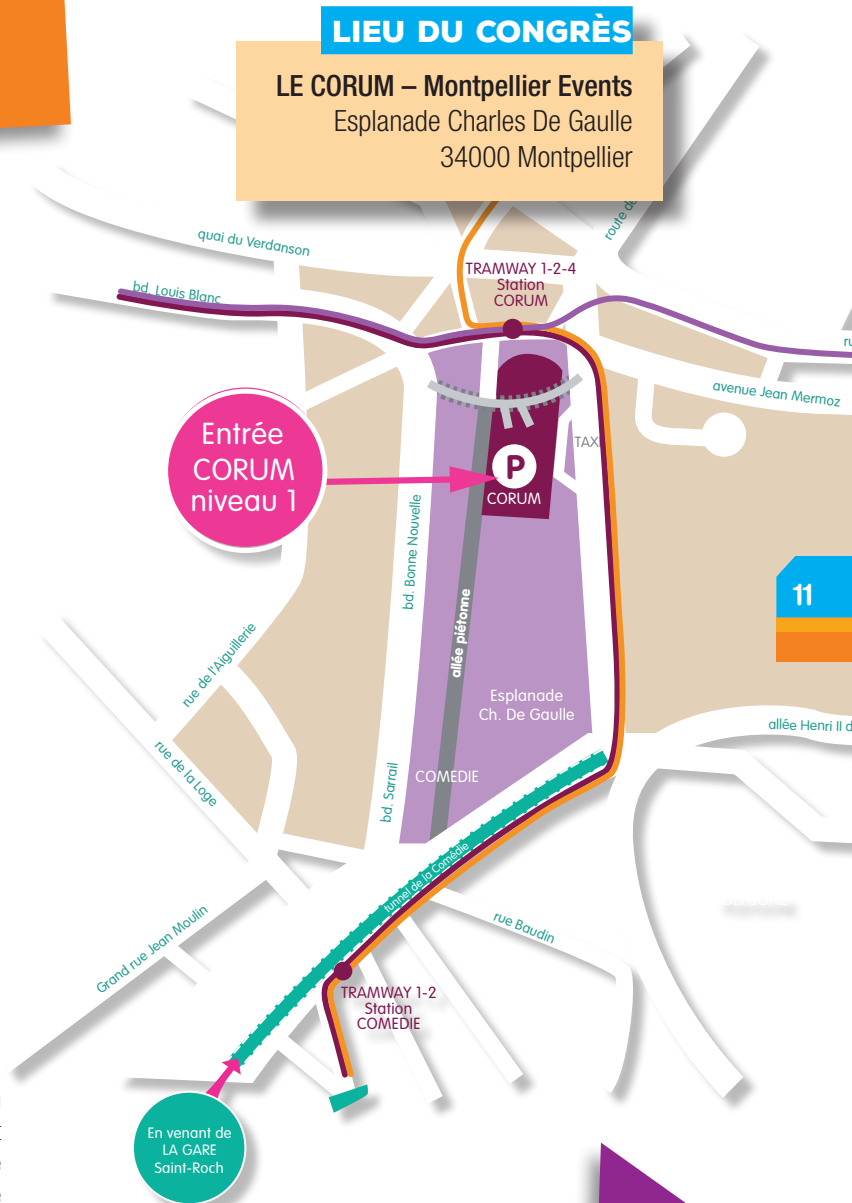 LIEU DU CONGRÈS
LE CORUM – Montpellier Events
Esplanade Charles De Gaulle
34000 Montpellier
quai du Verdanson
route de
TRAMWAY 1-2-4
Station
CORUM
bd. Louis Blanc
avenue Jean Mermoz
TAXI
Entrée
CORUM
niveau 1
P
CORUM
bd. Bonne Nouvelle
allée piétonne
11
rue de l'Aiguillerie
Esplanade
Ch. De Gaulle
allée Henri II d
rue de la Loge
bd. Sarrail
COMEDIE
tunnel de la Comédie
rue Baudin
Grand rue Jean Moulin
TRAMWAY 1-2
Station
COMEDIE
En venant de
LA GARE
Saint-Roch